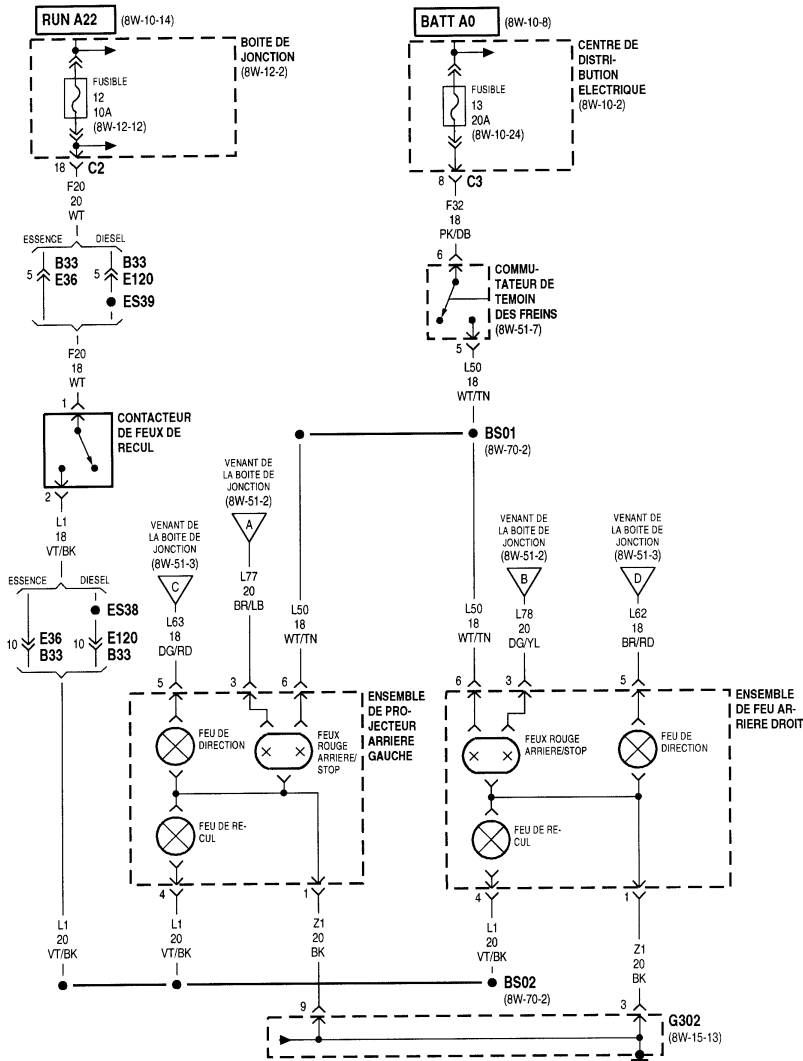 RUN A22
(8W-10-14)
BOITE DE
JONCTION
(8W-12-2)
FUSIBLE
12
10A
(8W-12-12)
18
C2
F20
20
WT
ESSENCE
DIESEL
5
B33
E36
5
B33
E120
ES39
F20
18
WT
1
CONTACTEUR
DE FEUX DE
RECUL
2
L1
18
VT/BK
ESSENCE
DIESEL
ES38
10
E36
B33
10
E120
B33
BATT A0
(8W-10-8)
CENTRE DE
DISTRI-
BUTION
ELECTRIQUE
(8W-10-2)
FUSIBLE
13
20A
(8W-10-24)
8
C3
F32
18
PK/DB
6
COMMU-
TATEUR DE
TEMOIN
DES FREINS
(8W-51-7)
5
L50
18
WT/TN
BS01
(8W-70-2)
VENANT DE
LA BOITE DE
JONCTION
(8W-51-3)
C
L63
18
DG/RD
VENANT DE
LA BOITE DE
JONCTION
(8W-51-2)
A
L77
20
BR/LB
L50
18
WT/TN
L50
18
WT/TN
VENANT DE
LA BOITE DE
JONCTION
(8W-51-2)
B
L78
20
DG/YL
VENANT DE
LA BOITE DE
JONCTION
(8W-51-3)
D
L62
18
BR/RD
5
3
6
ENSEMBLE
DE PRO-
JECTEUR
ARRIERE
GAUCHE
FEU DE
DIRECTION
FEUX
ROUGE
ARRIERE/
STOP
FEU DE RE-
CUL
4
1
6
3
5
ENSEMBLE
DE FEU AR-
RIERE DROIT
FEUX ROUGE
ARRIERE/STOP
FEU DE
DIRECTION
FEU DE RE-
CUL
4
1
L1
20
VT/BK
L1
20
VT/BK
Z1
20
BK
L1
20
VT/BK
Z1
20
BK
BS02
(8W-70-2)
9
3
G302
(8W-15-13)